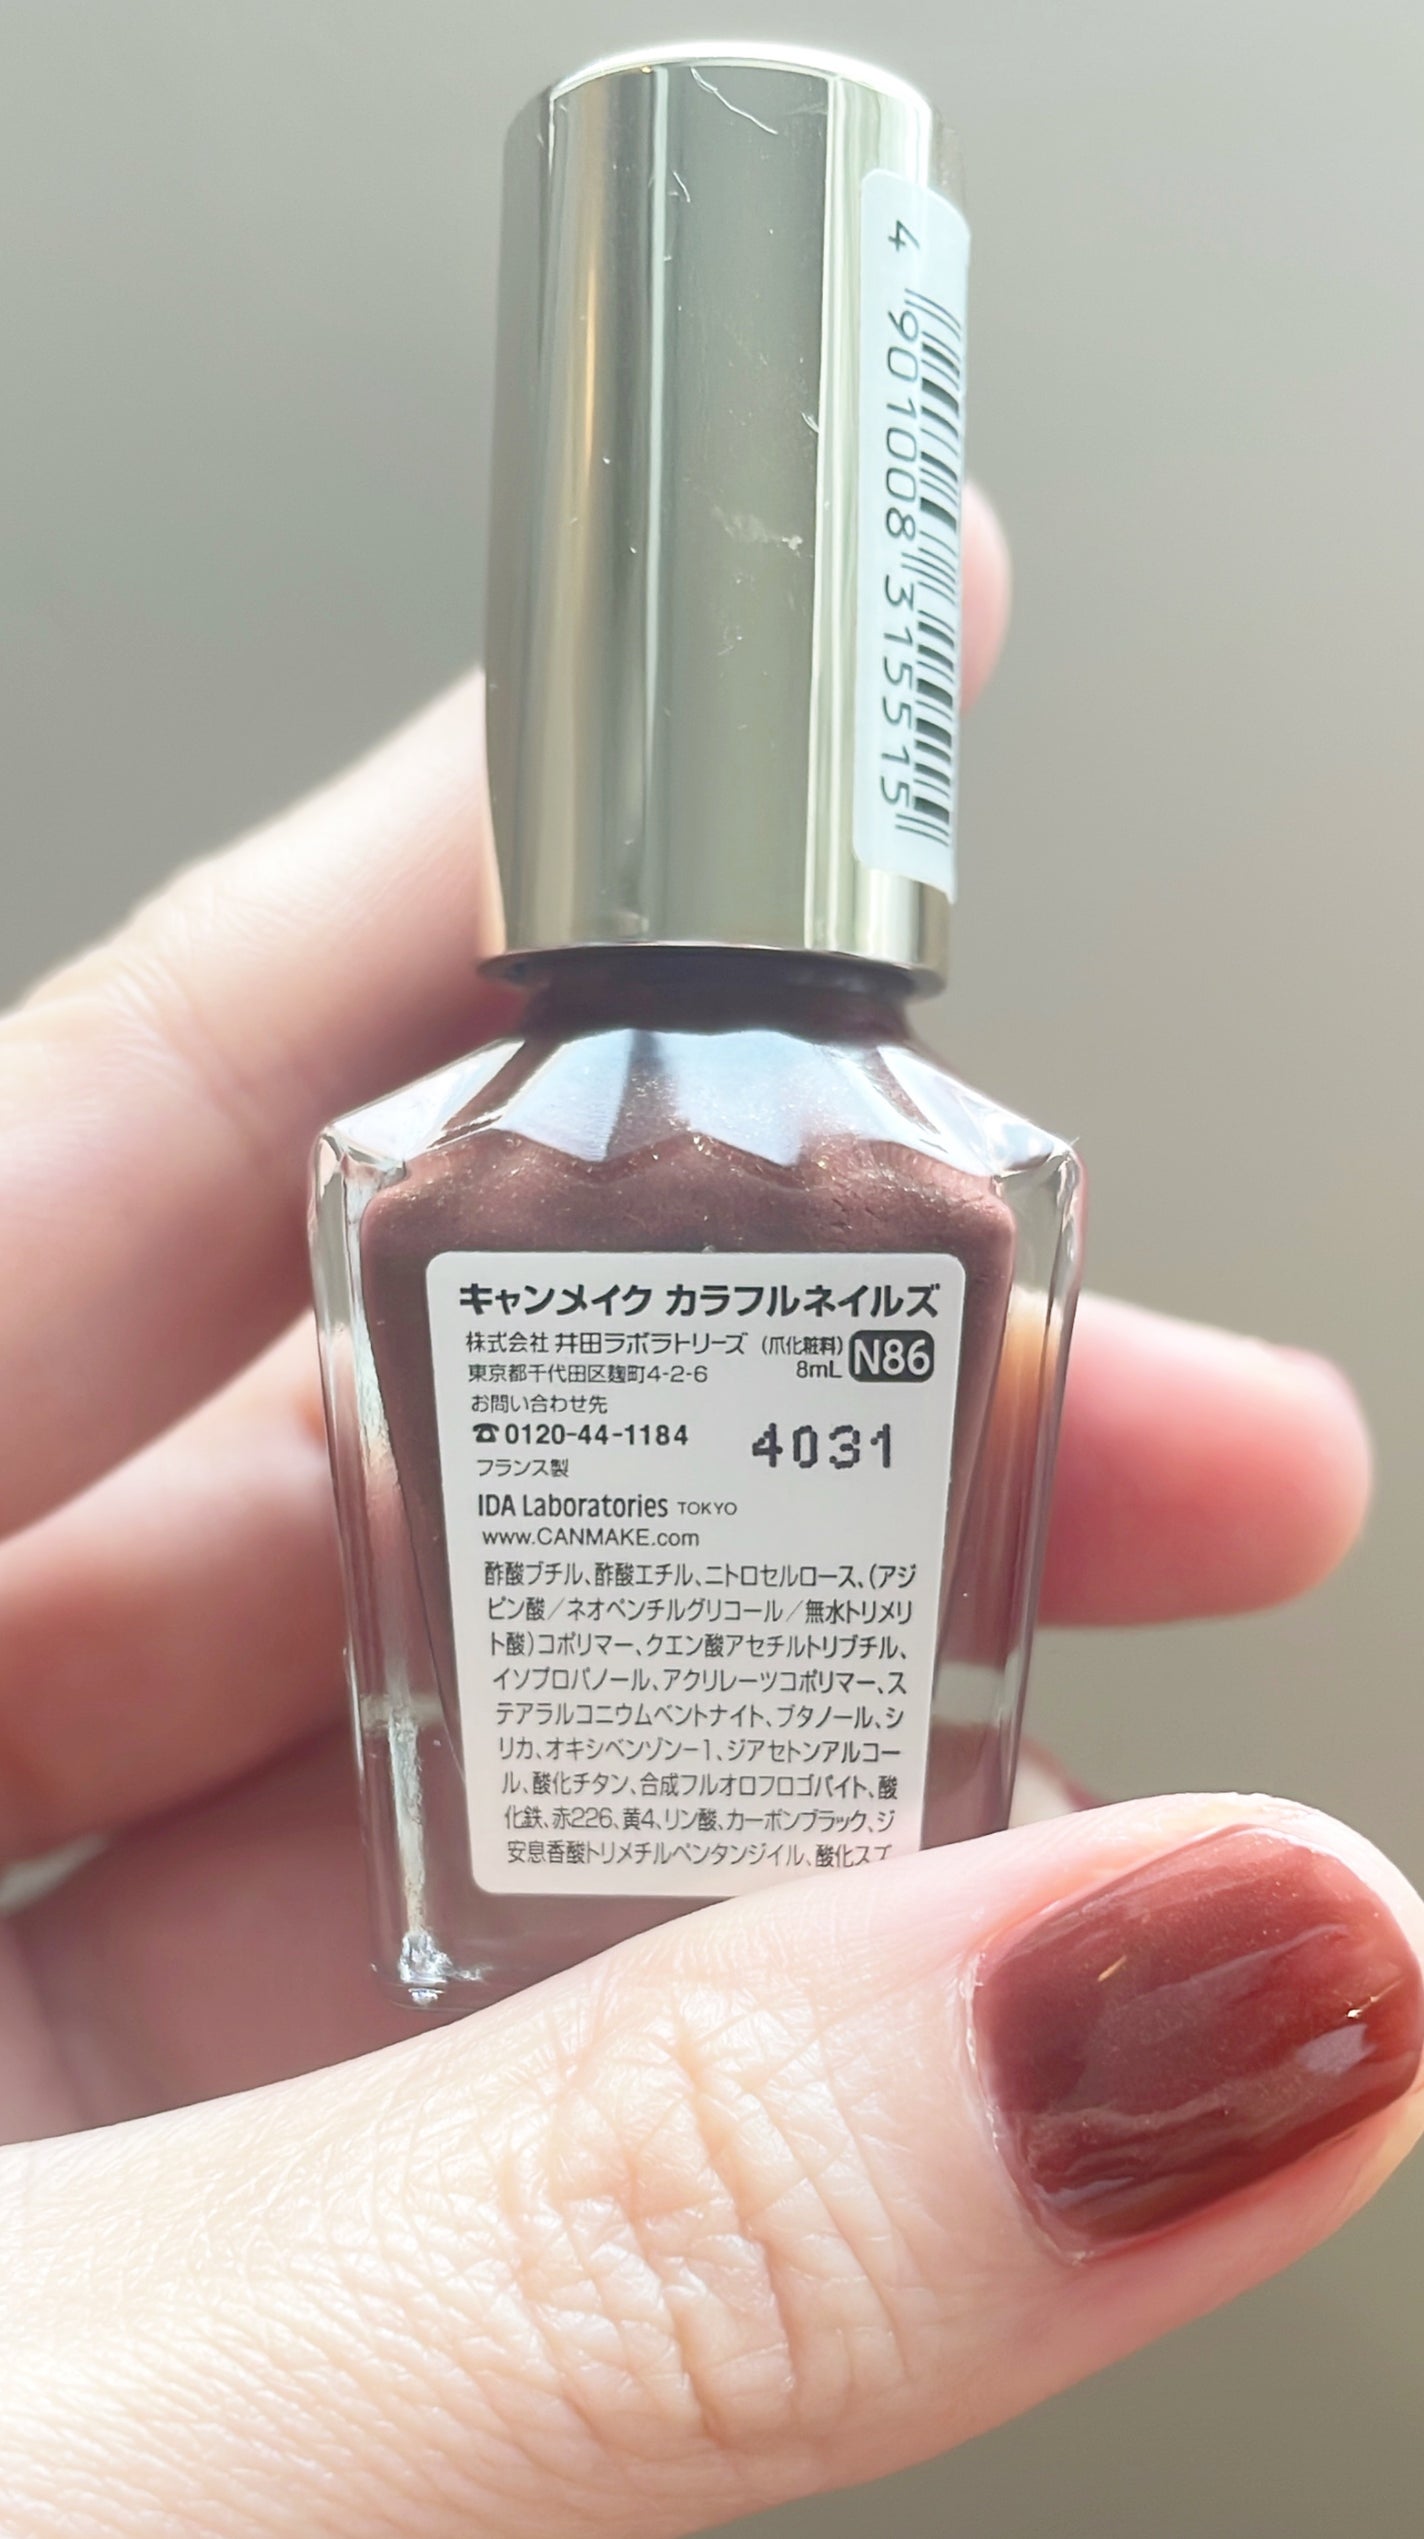 4 901008 315515
キャンメイク カラフルネイルズ
株式会社 井田ラボラトリーズ (爪化粧料) N86
東京都千代田区麹町4-2-6 8mL
お問い合わせ先
☎0120-44-1184 4031
フランス製
IDA Laboratories TOKYO
www.CANMAKE.com
酢酸ブチル、酢酸エチル、ニトロセルロース、(アジ
ピン酸/ネオペンチルグリコール/無水トリメリ
ト酸)コポリマー、クエン酸アセチルトリブチル、
イソプロパノール、アクリレーツコポリマー、ス
テアラルコニウムベントナイト、ブタノール、シ
リカ、オキシベンゾン-1、ジアセトンアルコー
ル、酸化チタン、合成フルオロフロゴパイト、酸
化鉄、赤226、黄4、リン酸、カーボンブラック、ジ
安息香酸トリメチルペンタンジイル、酸化スズ